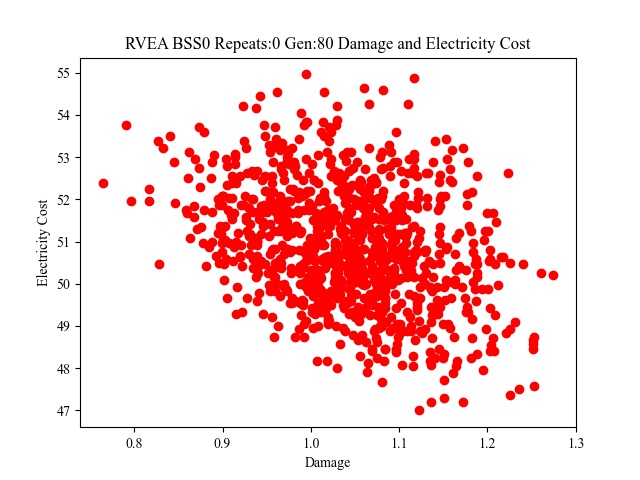 RVEA BSS0 Repeats:0 Gen:80 Damage and Electricity Cost
55
54
53
52
51
50
49
48
47
Electricity Cost
0.8 0.9 1.0 1.1 1.2 1.3
Damage